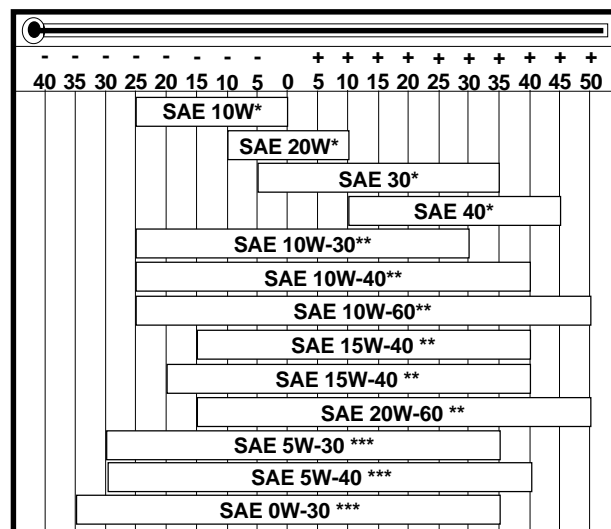 - - - - - - - - + + + + + + + + + +
40 35 30 25 20 15 10 5 0 5 10 15 20 25 30 35 40 45 50
SAE 10W*
SAE 20W*
SAE 30*
SAE 40*
SAE 10W-30**
SAE 10W-40**
SAE 10W-60**
SAE 15W-40 **
SAE 15W-40 **
SAE 20W-60 **
SAE 5W-30 ***
SAE 5W-40 ***
SAE 0W-30 ***